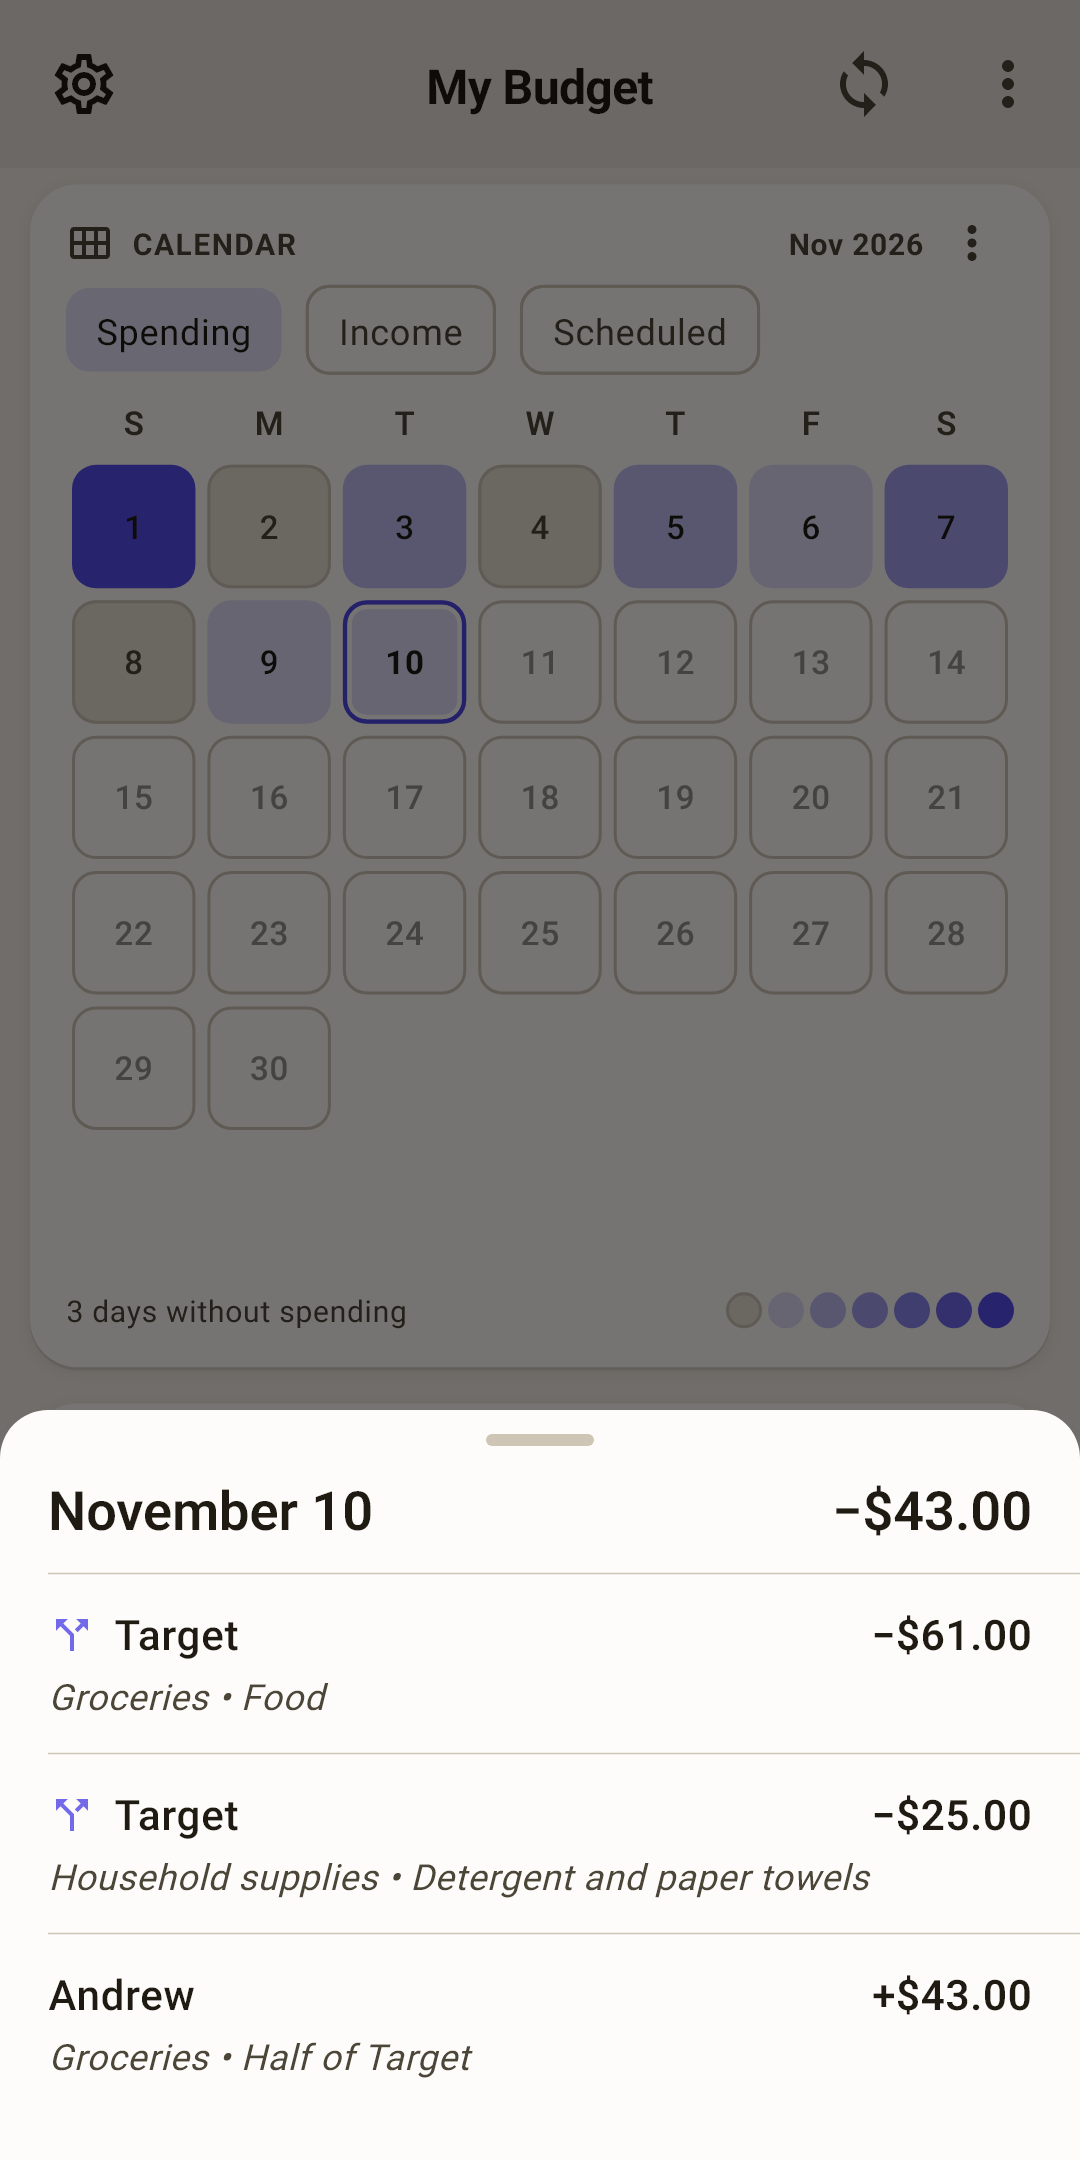 My Budget
CALENDAR Nov 2026
Spending Income Scheduled
S M T W T F S
1 2 3 4 5 6 7
8 9 10 11 12 13 14
15 16 17 18 19 20 21
22 23 24 25 26 27 28
29 30
3 days without spending
November 10 −$43.00
Target −$61.00
Groceries • Food
Target −$25.00
Household supplies • Detergent and paper towels
Andrew +$43.00
Groceries • Half of Target